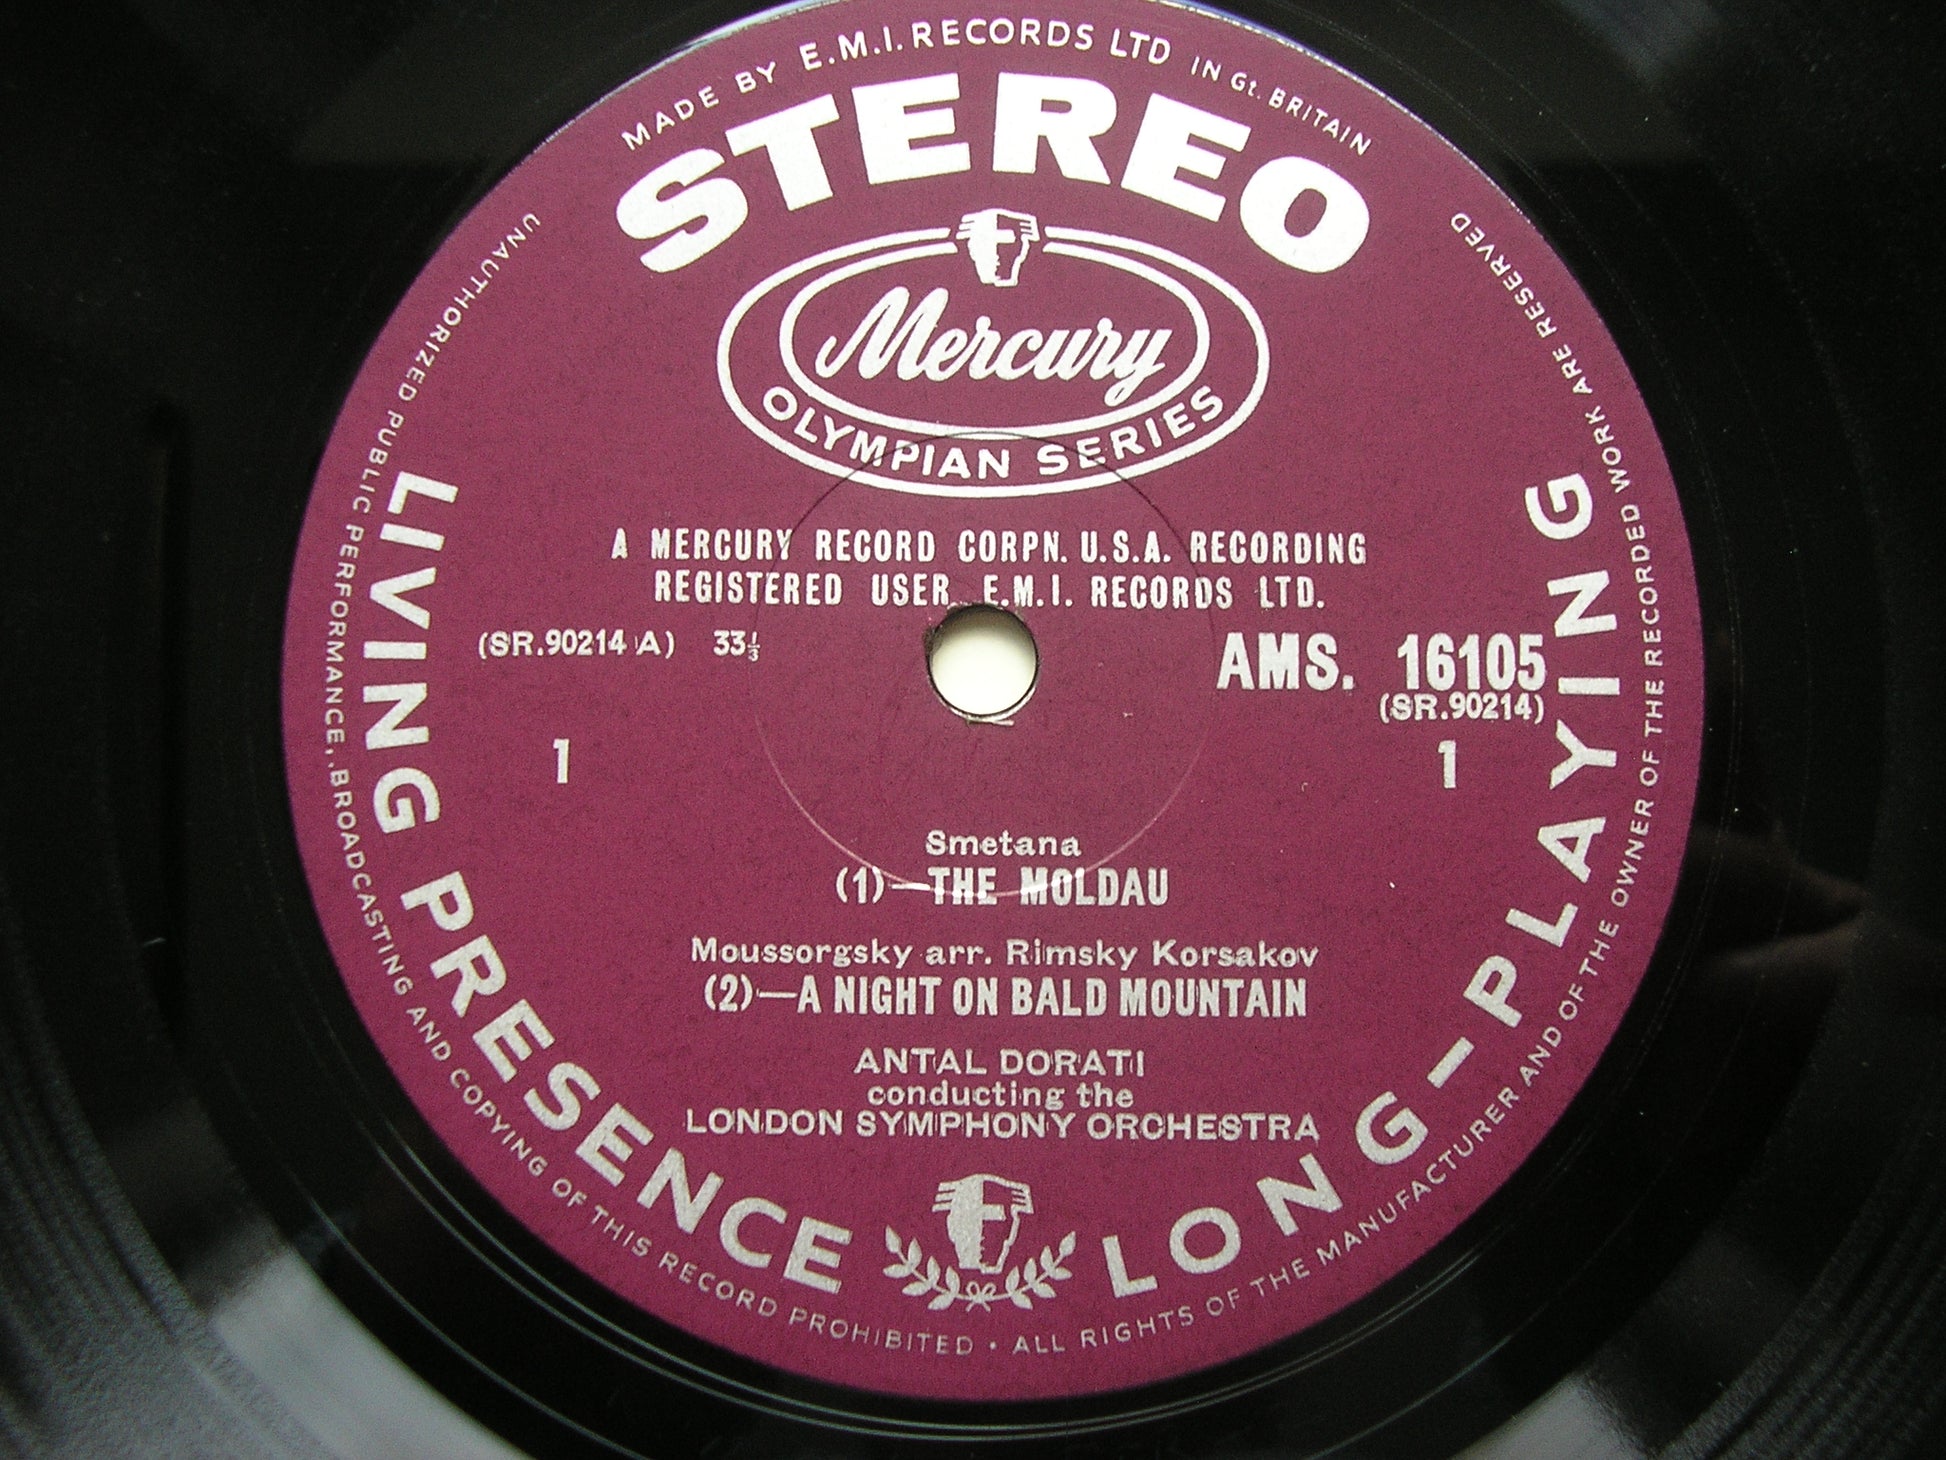 MADE BY E.M.I. RECORDS LTD IN Gt. BRITAIN
STEREO
Mercury
OLYMPIAN SERIES
A MERCURY RECORD CORPN. U.S.A. RECORDING
REGISTERED USER E.M.I. RECORDS LTD.
(SR.90214 A) 33⅓
AMS. 16105
(SR.90214)
1 1
Smetana
(1)—THE MOLDAU
Moussorgsky arr. Rimsky Korsakov
(2)—A NIGHT ON BALD MOUNTAIN
ANTAL DORATI
conducting the
LONDON SYMPHONY ORCHESTRA
LIVING PRESENCE LONG-PLAYING
UNAUTHORIZED PUBLIC PERFORMANCE, BROADCASTING AND COPYING OF THIS RECORD PROHIBITED • ALL RIGHTS OF THE MANUFACTURER AND OF THE OWNER OF THE RECORDED WORK ARE RESERVED